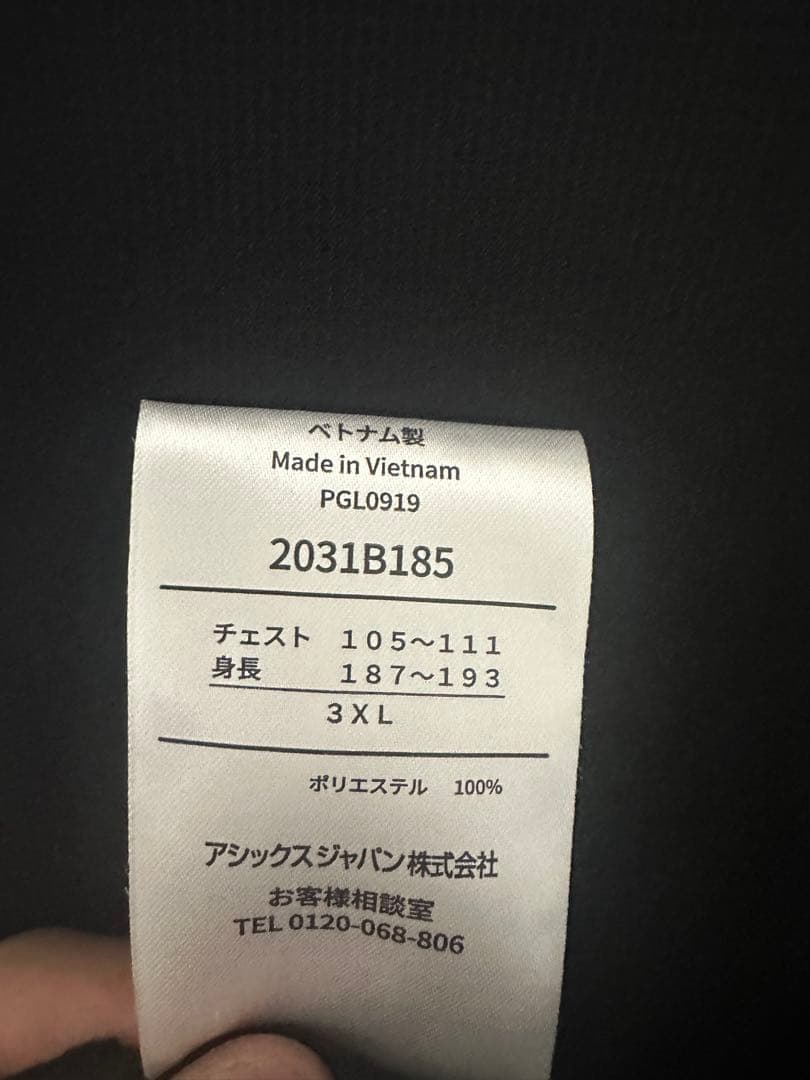 ベトナム製
Made in Vietnam
PGL0919
2031B185
チェスト 105～111
身長 187～193
3XL
ポリエステル 100%
アシックスジャパン株式会社
お客様相談室
TEL 0120-068-806